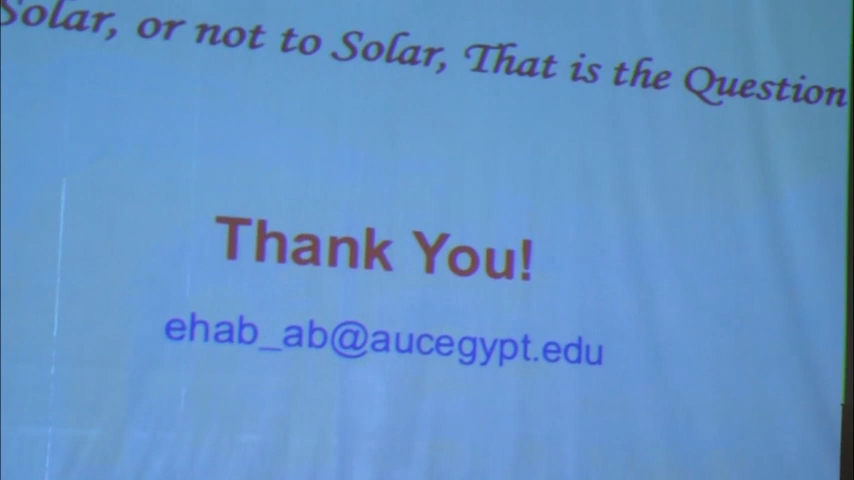 Solar, or not to Solar, That is the Question
Thank You!
ehab_ab@aucegypt.edu